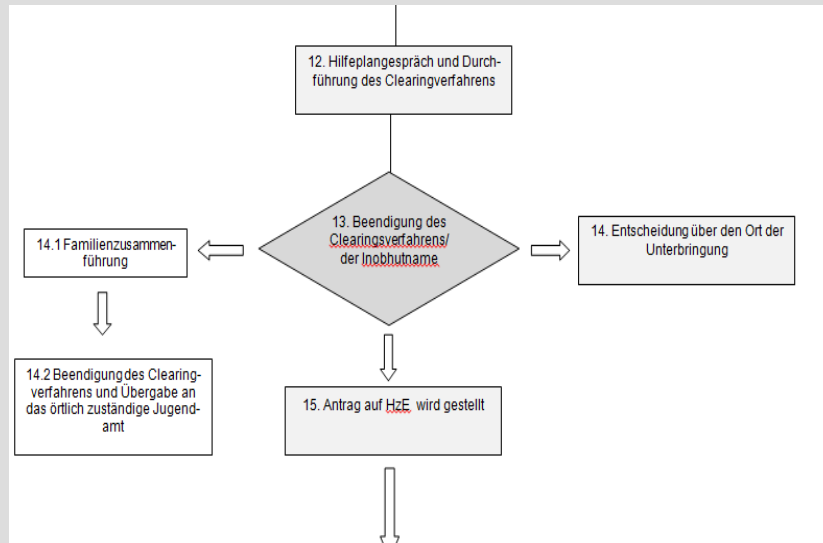 12. Hilfeplangespräch und Durch-
führung des Clearingverfahrens
13. Beendigung des
Clearingsverfahrens/
der Inobhutname
14.1 Familienzusammen-
führung
14. Entscheidung über den Ort der
Unterbringung
14.2 Beendigung des Clearing-
verfahrens und Übergabe an
das örtlich zuständige Jugend-
amt
15. Antrag auf HzE wird gestellt